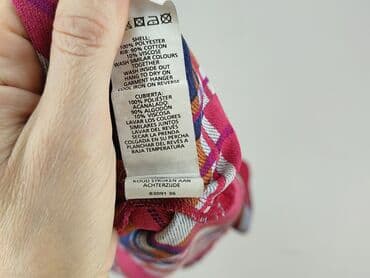 SHELL:
100% POLYESTER
RIB: 90% COTTON
10% VISCOSE
WASH SIMILAR COLOURS
TOGETHER
WASH INSIDE OUT
HANG TO DRY ON
GARMENT HANGER
COOL IRON ON REVERSE
CUBIERTA:
100% POLIÉSTER
ACANALADO:
90% ALGODÓN
10% VISCOSE
LAVAR LOS COLORES
SIMILARES JUNTOS
LAVAR DEL REVÉS
SECAR LA PRENDA
COLGADA EN SU PERCHA
PLANCHAR DEL REVÉS A
BAJA TEMPERATURA
KOUD STRIJKEN AAN
ACHTERZIJDE